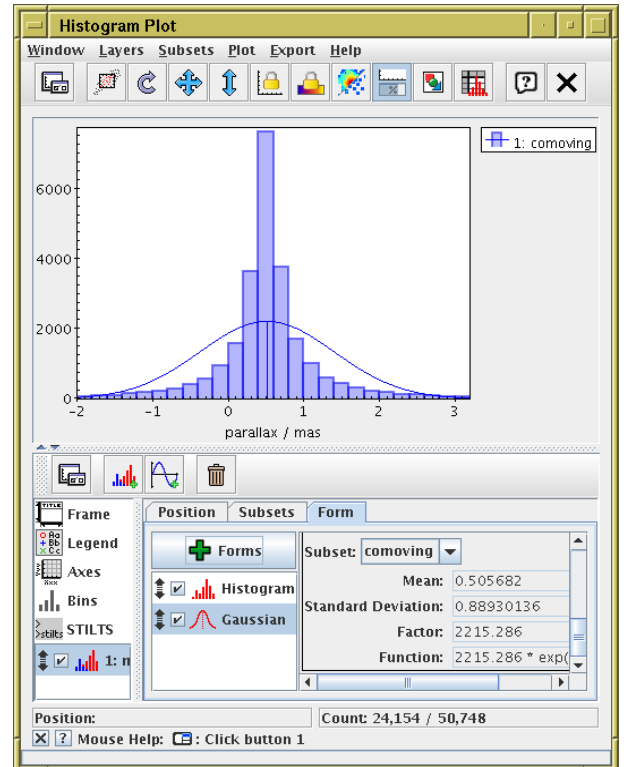 Histogram Plot
Window Layers Subsets Plot Export Help
1: comoving
6000
4000
2000
0
-2 -1 0 1 2 3
parallax / mas
Frame
Legend
Axes
Bins
STILTS
1: n
Position Subsets Form
Forms
Histogram
Gaussian
Subset: comoving
Mean: 0.505682
Standard Deviation: 0.88930136
Factor: 2215.286
Function: 2215.286 * exp(
Position:
Count: 24,154 / 50,748
X ? Mouse Help: : Click button 1